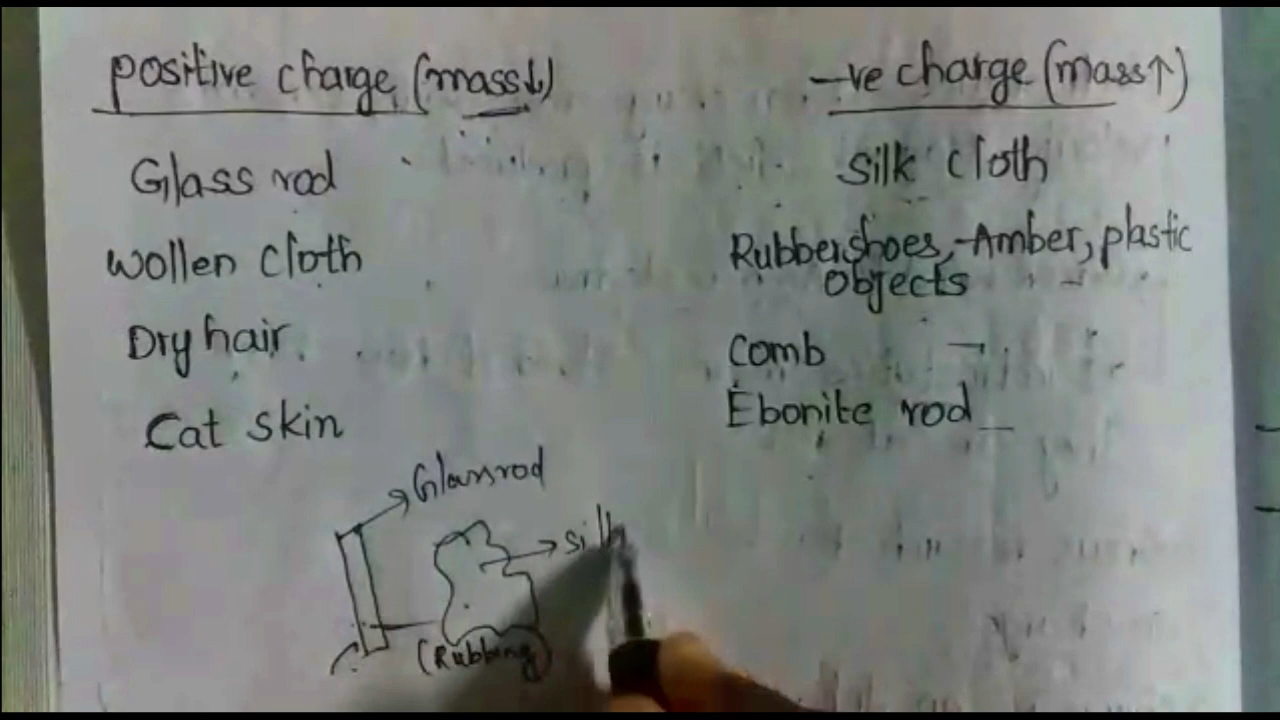 positive charge (mass↓)
-ve charge (mass↑)
Glass rod
Silk cloth
Wollen cloth
Rubbershoes, Amber, plastic
objects
Dry hair
Comb
Cat skin
Ebonite rod
Glassrod
silk
(Rubbing)